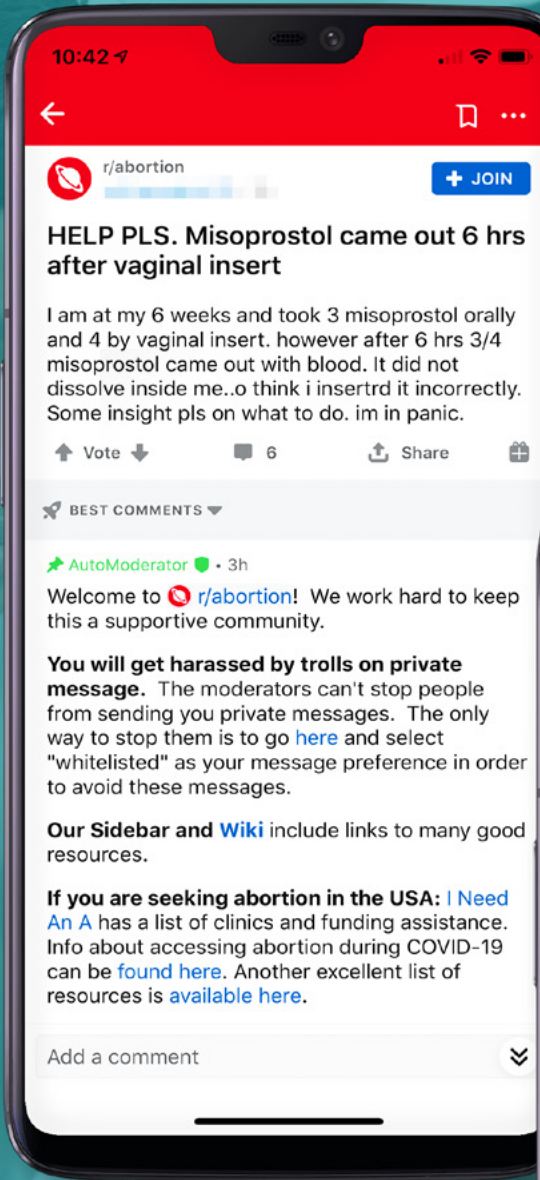 10:42
r/abortion
+ JOIN
HELP PLS. Misoprostol came out 6 hrs
after vaginal insert
I am at my 6 weeks and took 3 misoprostol orally
and 4 by vaginal insert. however after 6 hrs 3/4
misoprostol came out with blood. It did not
dissolve inside me..o think i insertrd it incorrectly.
Some insight pls on what to do. im in panic.
Vote 6 Share
BEST COMMENTS
AutoModerator • 3h
Welcome to r/abortion! We work hard to keep
this a supportive community.
You will get harassed by trolls on private
message. The moderators can't stop people
from sending you private messages. The only
way to stop them is to go here and select
"whitelisted" as your message preference in order
to avoid these messages.
Our Sidebar and Wiki include links to many good
resources.
If you are seeking abortion in the USA: I Need
An A has a list of clinics and funding assistance.
Info about accessing abortion during COVID-19
can be found here. Another excellent list of
resources is available here.
Add a comment